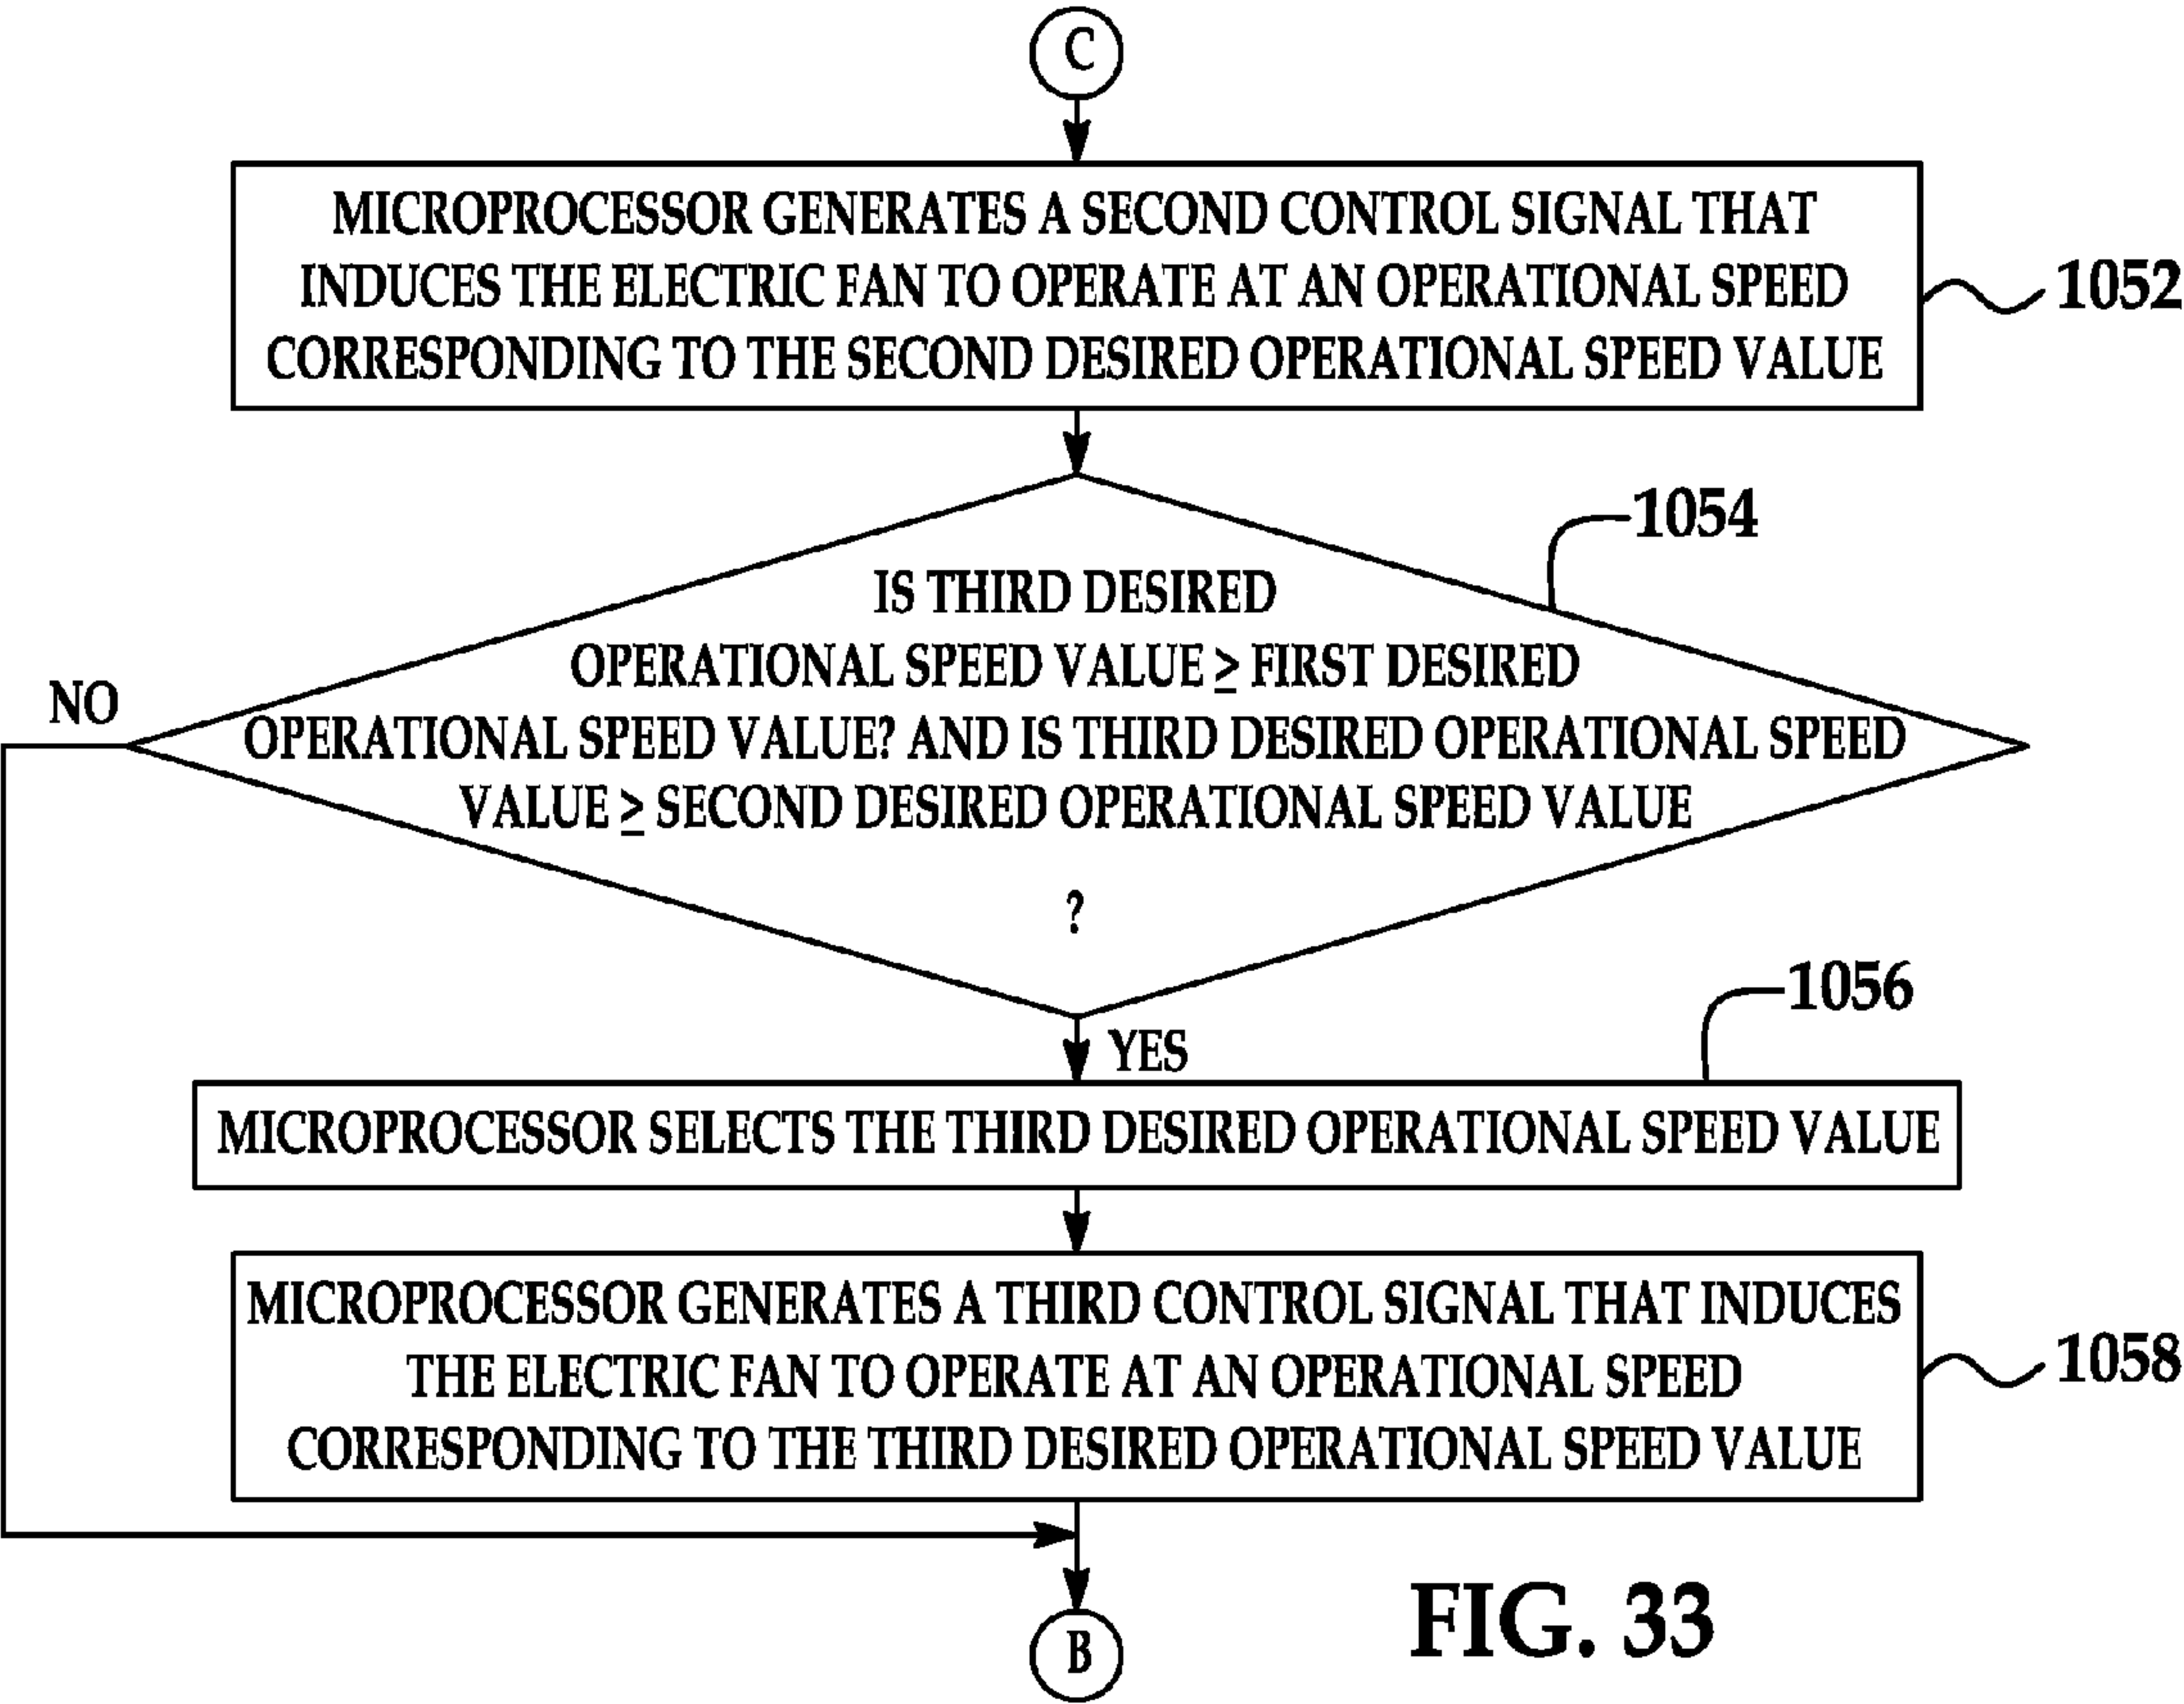 C
MICROPROCESSOR GENERATES A SECOND CONTROL SIGNAL THAT
INDUCES THE ELECTRIC FAN TO OPERATE AT AN OPERATIONAL SPEED
CORRESPONDING TO THE SECOND DESIRED OPERATIONAL SPEED VALUE
1052
1054
IS THIRD DESIRED
OPERATIONAL SPEED VALUE ≥ FIRST DESIRED
OPERATIONAL SPEED VALUE? AND IS THIRD DESIRED OPERATIONAL SPEED
VALUE ≥ SECOND DESIRED OPERATIONAL SPEED VALUE
?
NO
YES
1056
MICROPROCESSOR SELECTS THE THIRD DESIRED OPERATIONAL SPEED VALUE
MICROPROCESSOR GENERATES A THIRD CONTROL SIGNAL THAT INDUCES
THE ELECTRIC FAN TO OPERATE AT AN OPERATIONAL SPEED
CORRESPONDING TO THE THIRD DESIRED OPERATIONAL SPEED VALUE
1058
B
FIG. 33